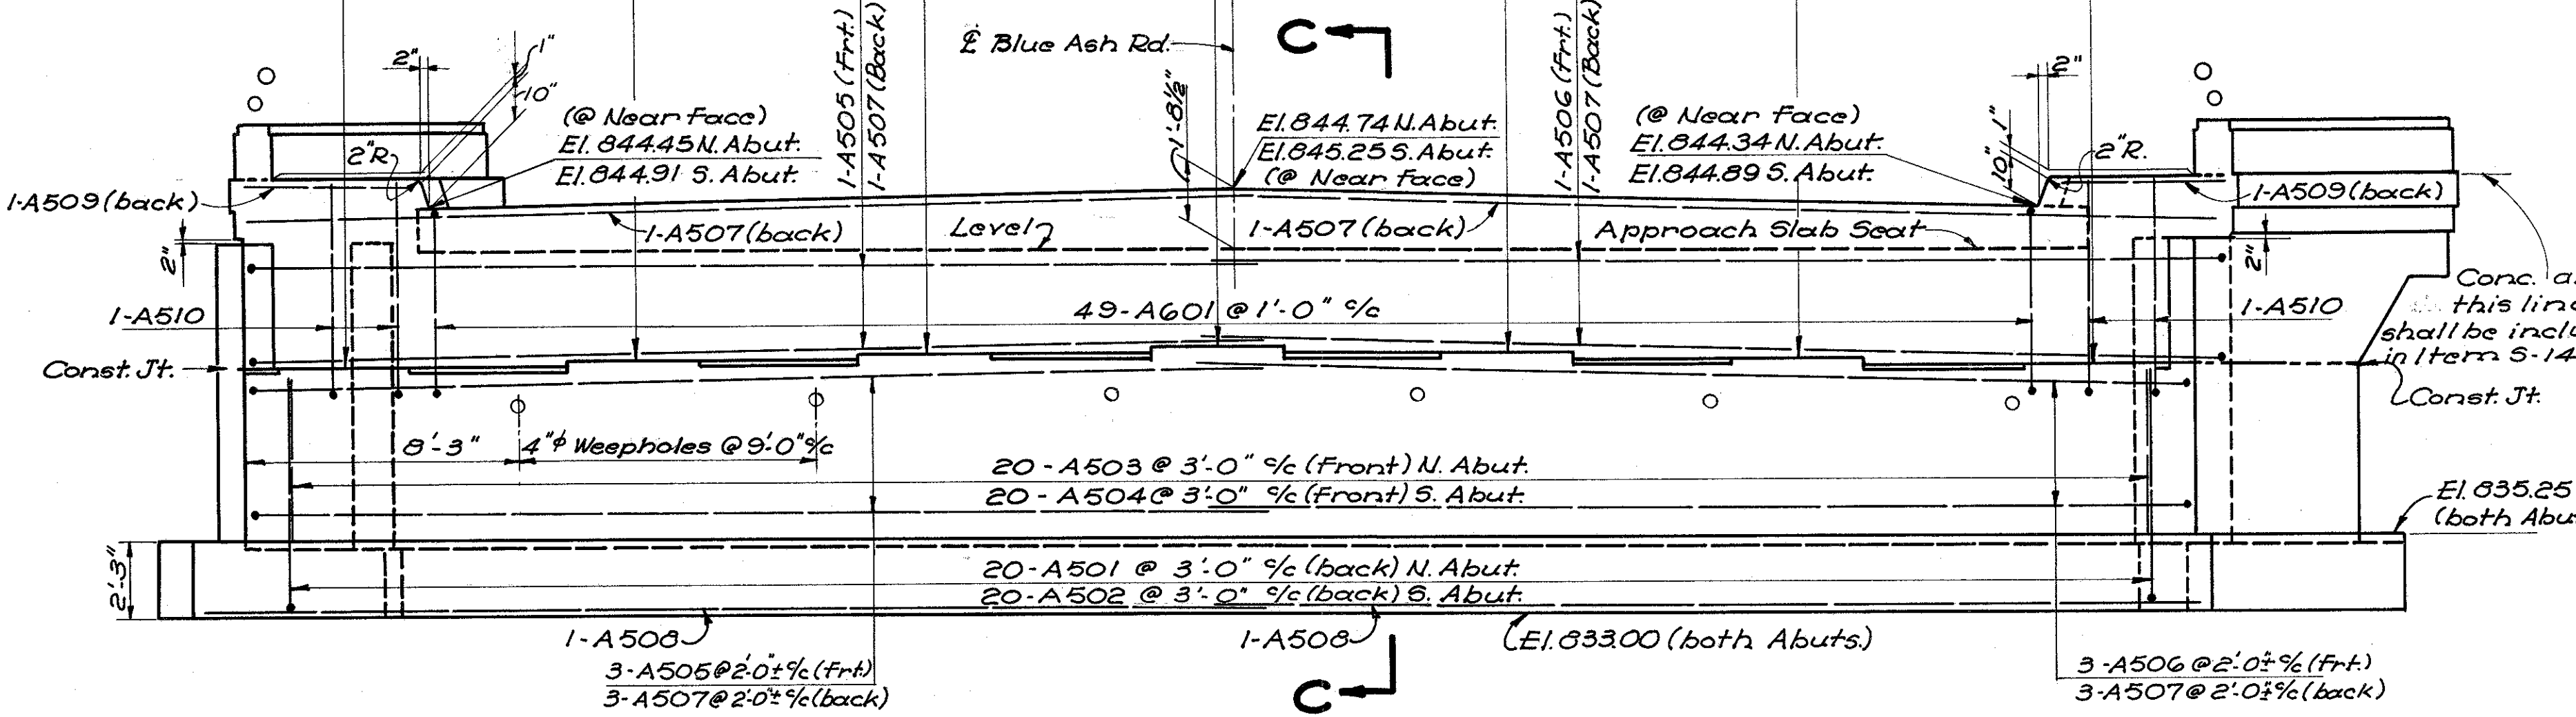 1-A505 (Frt.)
1-A507 (Back)
℄ Blue Ash Rd.
C
1-A506 (Frt.)
1-A507 (Back)
2"
1"
10"
1'-8½"
2"
(@ Near Face)
El. 844.45 N. Abut.
El. 844.91 S. Abut.
El. 844.74 N. Abut.
El. 845.25 S. Abut.
(@ Near Face)
(@ Near Face)
El. 844.34 N. Abut.
El. 844.89 S. Abut.
1"
10"
2"R.
2"R.
1-A509 (back)
1-A509 (back)
1-A507 (back)
Level
1-A507 (back)
Approach Slab Seat
2"
2"
1-A510
49-A601 @ 1'-0" c/c
1-A510
Conc. a
this lin
shall be inclu
in Item S-14
Const. Jt.
Const. Jt.
8'-3"
4"ϕ Weepholes @ 9'-0" c/c
20-A503 @ 3'-0" c/c (Front) N. Abut.
20-A504 @ 3'-0" c/c (Front) S. Abut.
El. 835.25
(both Abu
2'-3"
20-A501 @ 3'-0" c/c (back) N. Abut.
20-A502 @ 3'-0" c/c (back) S. Abut.
1-A508
1-A508
El. 833.00 (both Abuts.)
3-A505 @ 2'-0"± c/c (Frt.)
3-A507 @ 2'-0"± c/c (back)
C
3-A506 @ 2'-0"± c/c (Frt.)
3-A507 @ 2'-0"± c/c (back)